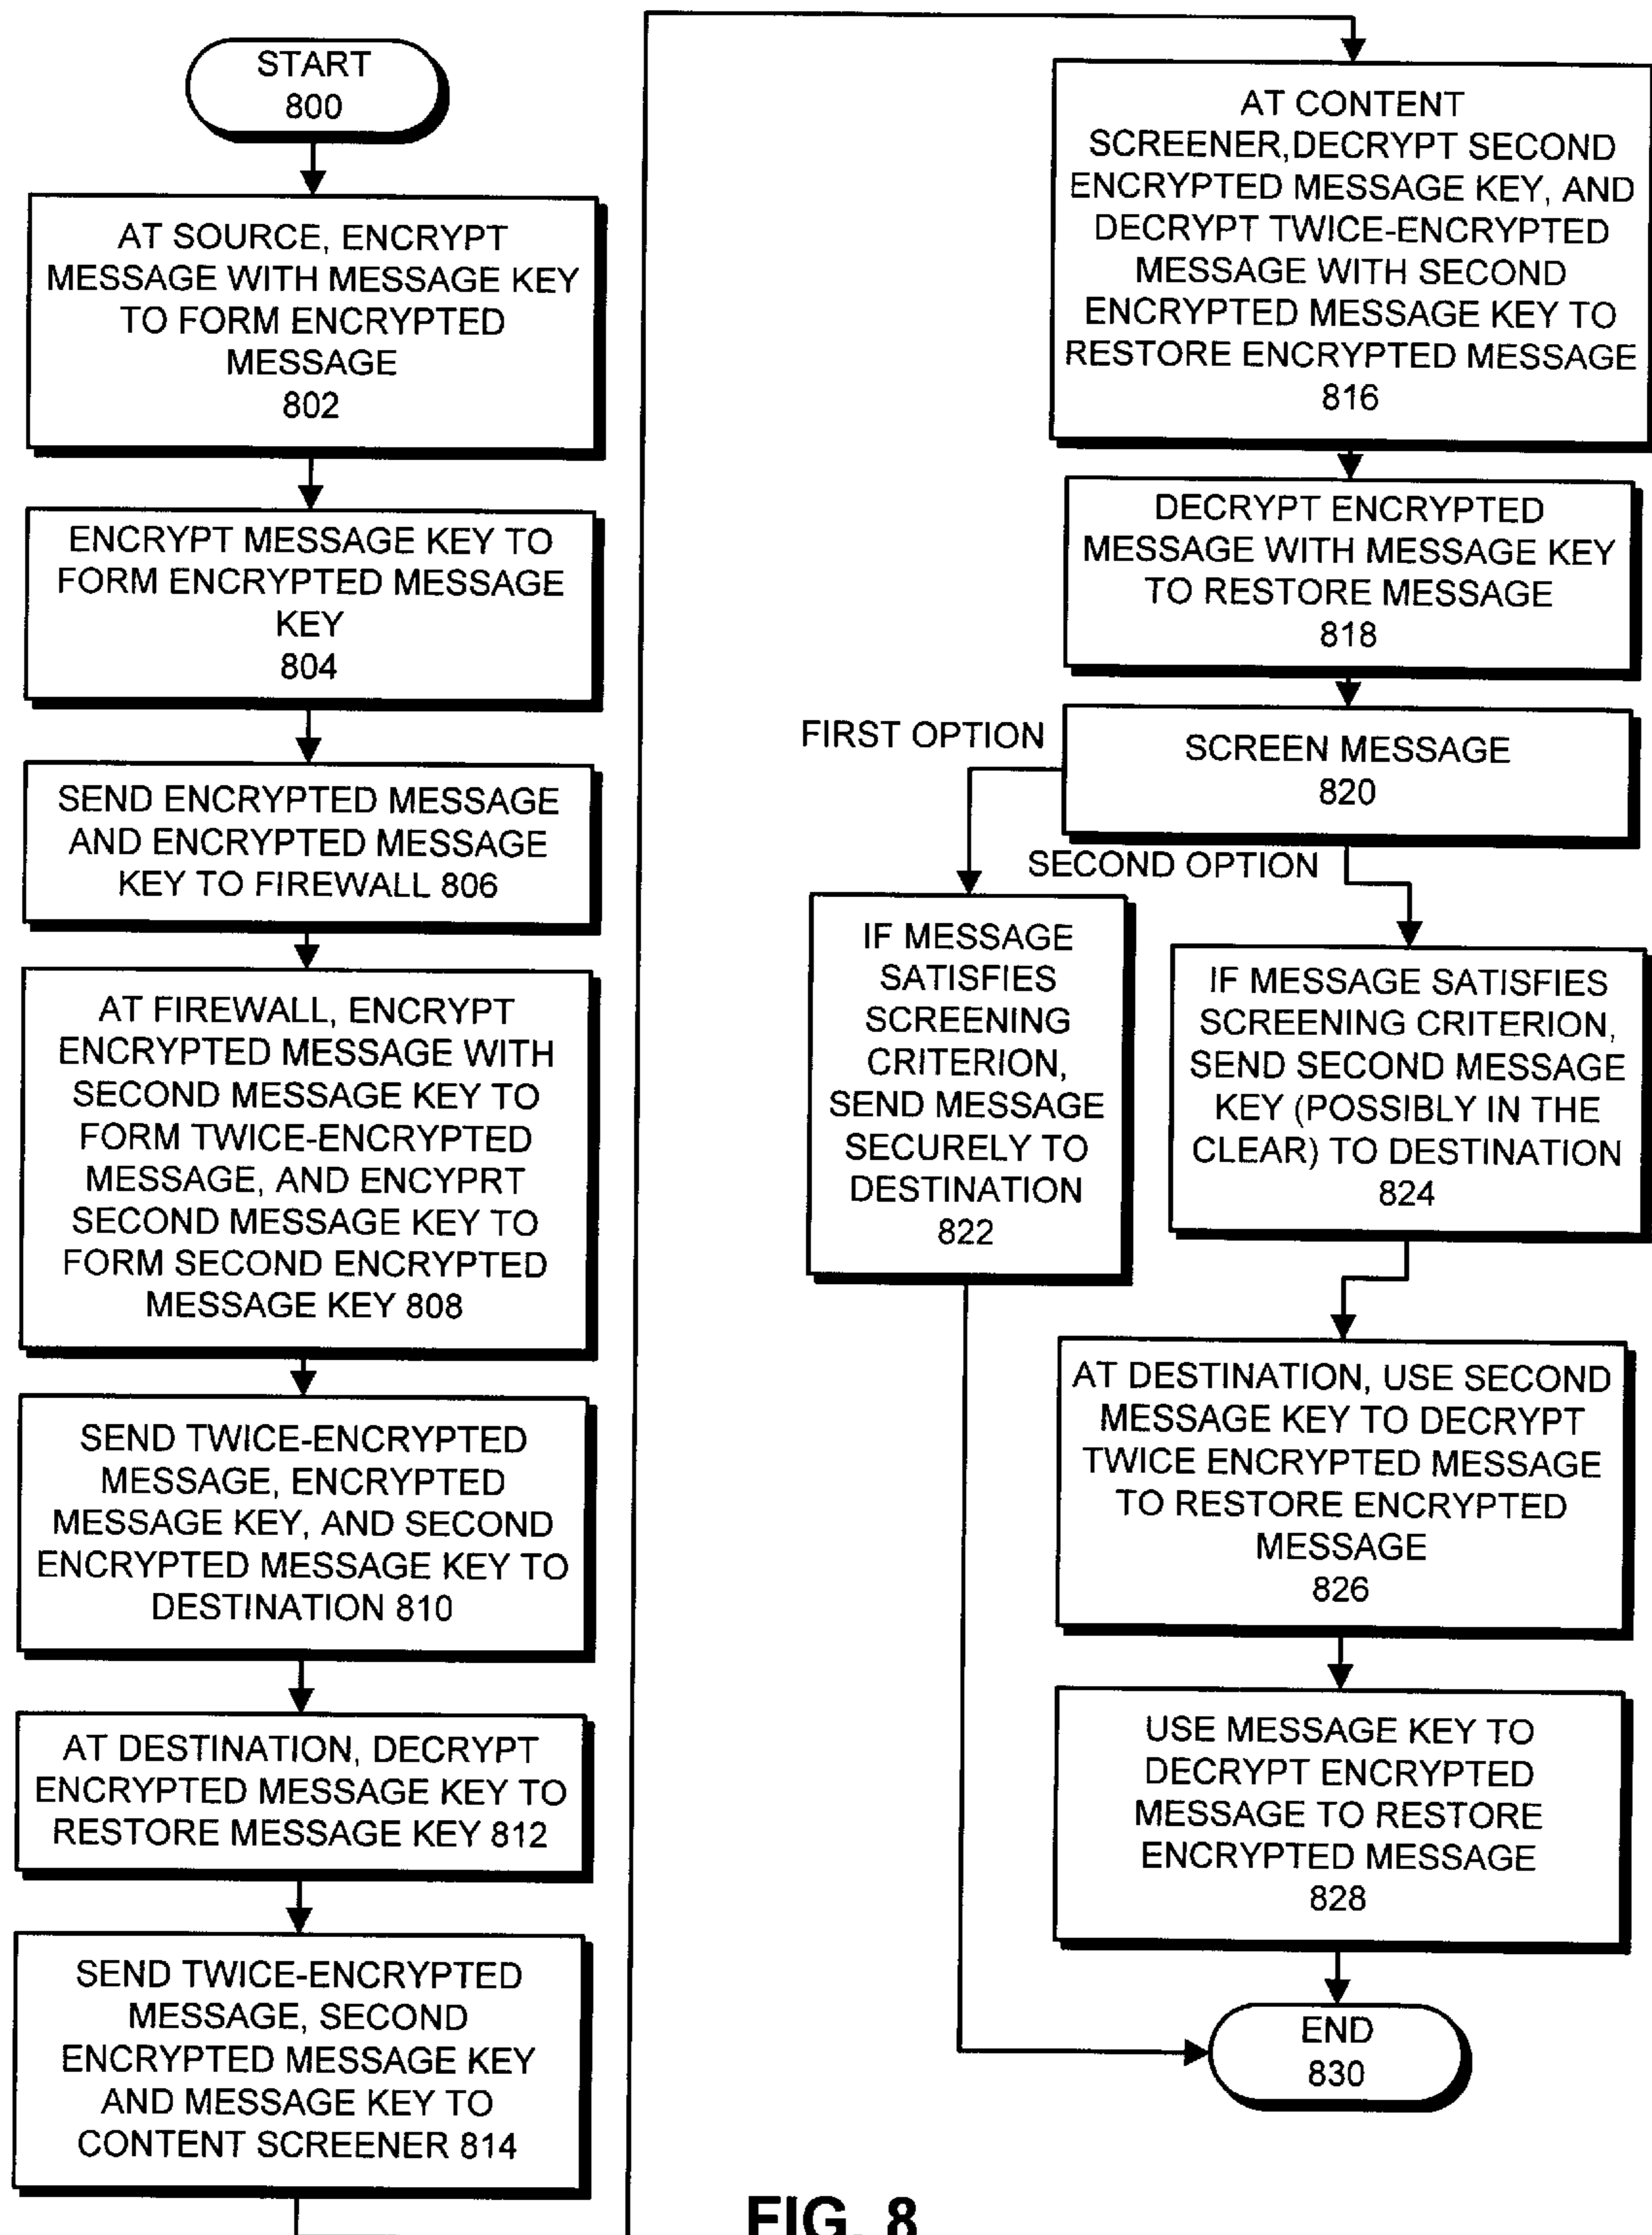 START
800
AT SOURCE, ENCRYPT
MESSAGE WITH MESSAGE KEY
TO FORM ENCRYPTED
MESSAGE
802
ENCRYPT MESSAGE KEY TO
FORM ENCRYPTED MESSAGE
KEY
804
SEND ENCRYPTED MESSAGE
AND ENCRYPTED MESSAGE
KEY TO FIREWALL 806
AT FIREWALL, ENCRYPT
ENCRYPTED MESSAGE WITH
SECOND MESSAGE KEY TO
FORM TWICE-ENCRYPTED
MESSAGE, AND ENCYPRT
SECOND MESSAGE KEY TO
FORM SECOND ENCRYPTED
MESSAGE KEY 808
SEND TWICE-ENCRYPTED
MESSAGE, ENCRYPTED
MESSAGE KEY, AND SECOND
ENCRYPTED MESSAGE KEY TO
DESTINATION 810
AT DESTINATION, DECRYPT
ENCRYPTED MESSAGE KEY TO
RESTORE MESSAGE KEY 812
SEND TWICE-ENCRYPTED
MESSAGE, SECOND
ENCRYPTED MESSAGE KEY
AND MESSAGE KEY TO
CONTENT SCREENER 814
AT CONTENT
SCREENER,DECRYPT SECOND
ENCRYPTED MESSAGE KEY, AND
DECRYPT TWICE-ENCRYPTED
MESSAGE WITH SECOND
ENCRYPTED MESSAGE KEY TO
RESTORE ENCRYPTED MESSAGE
816
DECRYPT ENCRYPTED
MESSAGE WITH MESSAGE KEY
TO RESTORE MESSAGE
818
SCREEN MESSAGE
820
FIRST OPTION
SECOND OPTION
IF MESSAGE
SATISFIES
SCREENING
CRITERION,
SEND MESSAGE
SECURELY TO
DESTINATION
822
IF MESSAGE SATISFIES
SCREENING CRITERION,
SEND SECOND MESSAGE
KEY (POSSIBLY IN THE
CLEAR) TO DESTINATION
824
AT DESTINATION, USE SECOND
MESSAGE KEY TO DECRYPT
TWICE ENCRYPTED MESSAGE
TO RESTORE ENCRYPTED
MESSAGE
826
USE MESSAGE KEY TO
DECRYPT ENCRYPTED
MESSAGE TO RESTORE
ENCRYPTED MESSAGE
828
END
830
FIG. 8